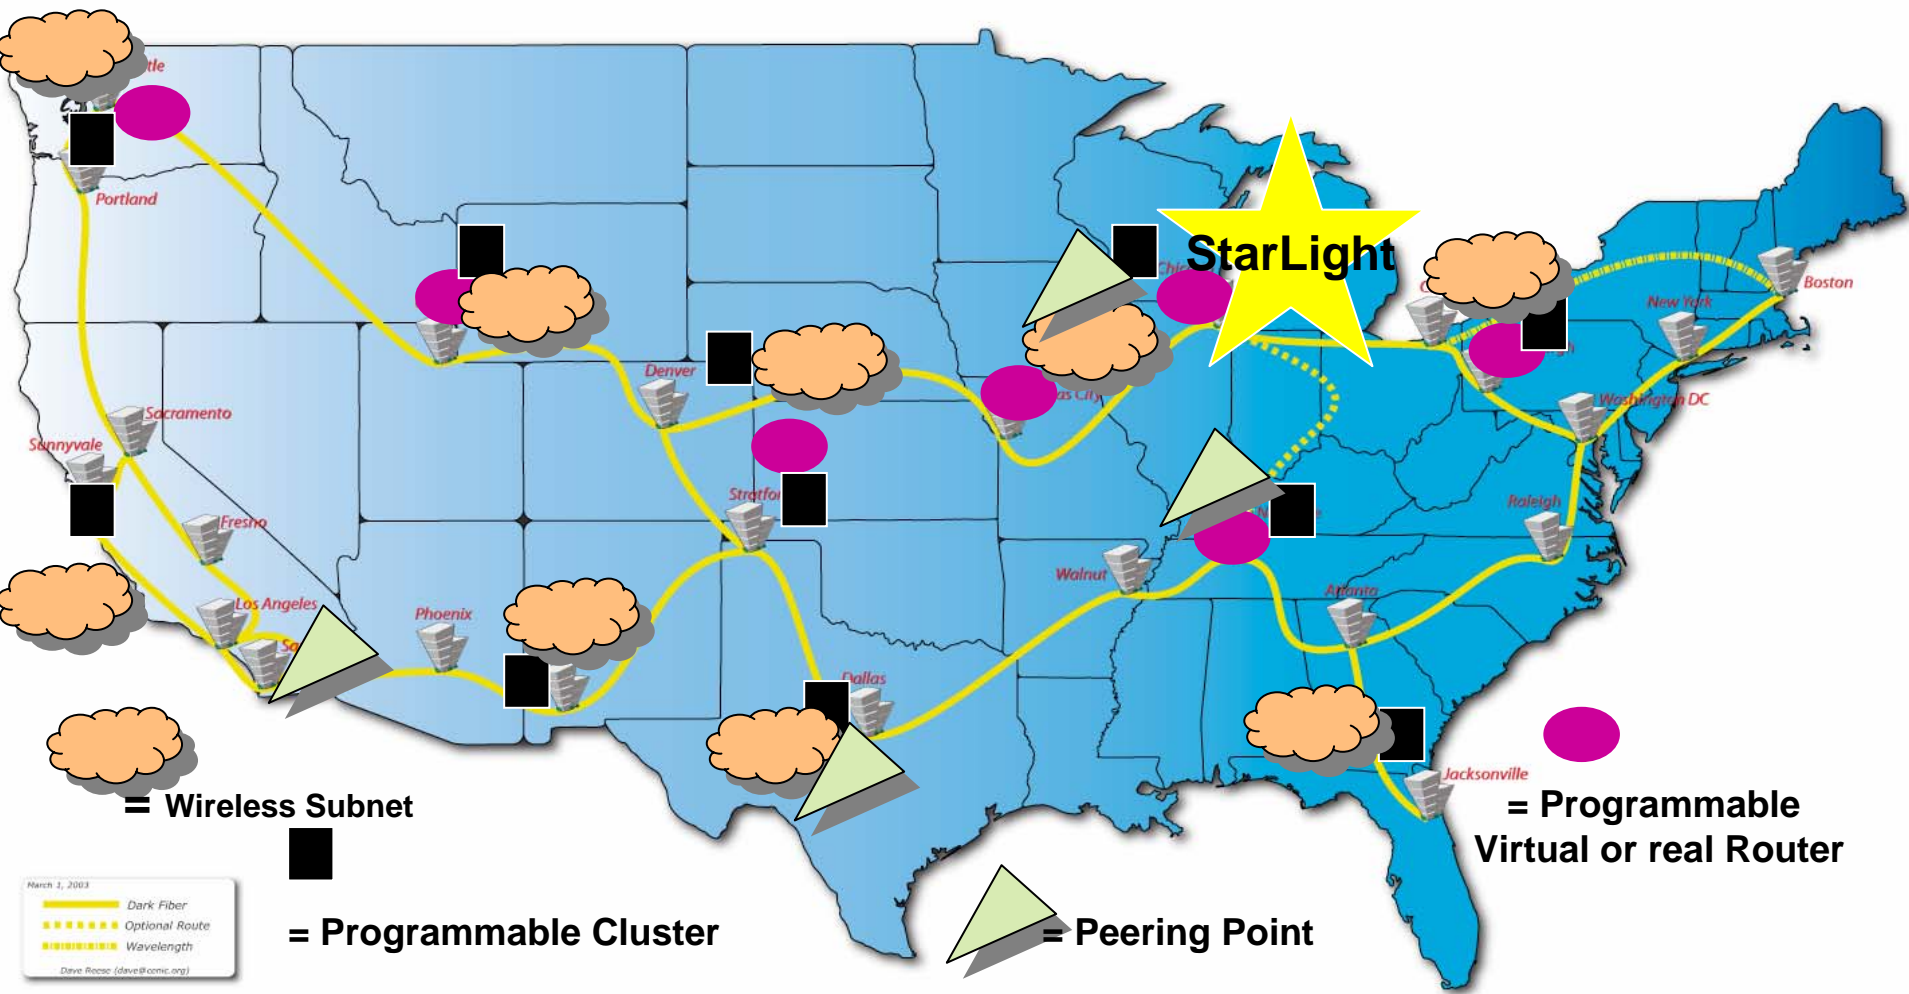 Portland
StarLight
Boston
New York
Denver
Washington DC
Sacramento
Sunnyvale
Fresno
Raleigh
Walnut
Atlanta
Los Angeles
Phoenix
Dallas
Jacksonville
= Wireless Subnet
= Programmable
Virtual or real Router
= Programmable Cluster
= Peering Point
March 1, 2003
Dark Fiber
Optional Route
Wavelength
Dave Reese (dave@cenic.org)